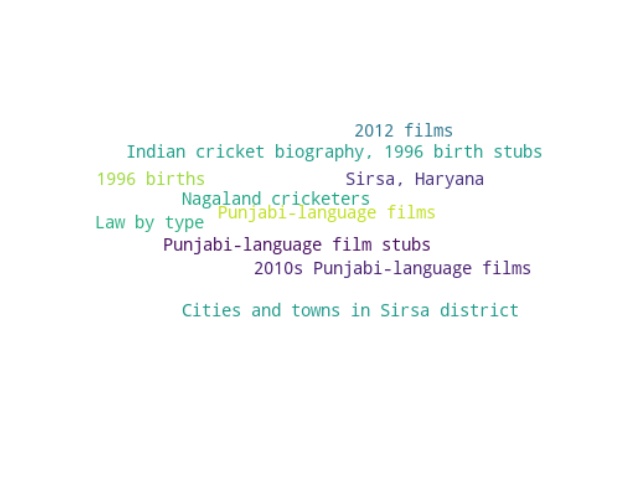 2012 films
Indian cricket biography, 1996 birth stubs
1996 births
Sirsa, Haryana
Nagaland cricketers
Punjabi-language films
Law by type
Punjabi-language film stubs
2010s Punjabi-language films
Cities and towns in Sirsa district